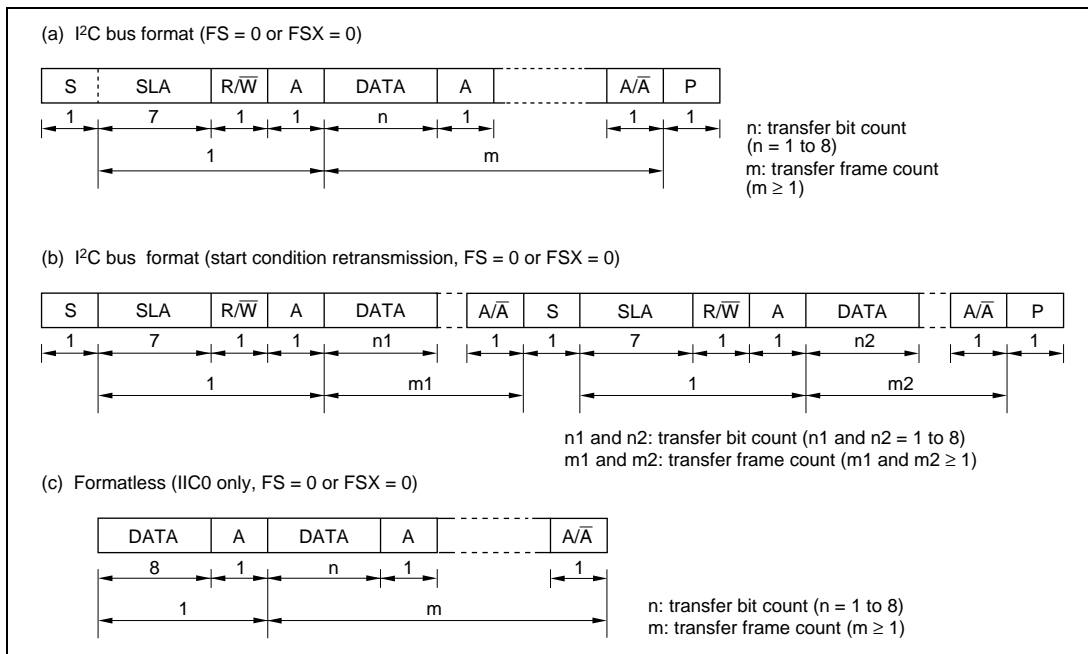 (a) I²C bus format (FS = 0 or FSX = 0)
S SLA R/W̅ A DATA A A/A̅ P
1 7 1 1 n 1 1 1
1 m
n: transfer bit count
(n = 1 to 8)
m: transfer frame count
(m ≥ 1)
(b) I²C bus format (start condition retransmission, FS = 0 or FSX = 0)
S SLA R/W̅ A DATA A/A̅ S SLA R/W̅ A DATA A/A̅ P
1 7 1 1 n1 1 1 7 1 1 n2 1 1
1 m1 1 m2
n1 and n2: transfer bit count (n1 and n2 = 1 to 8)
m1 and m2: transfer frame count (m1 and m2 ≥ 1)
(c) Formatless (IIC0 only, FS = 0 or FSX = 0)
DATA A DATA A A/A̅
8 1 n 1 1
1 m
n: transfer bit count (n = 1 to 8)
m: transfer frame count (m ≥ 1)